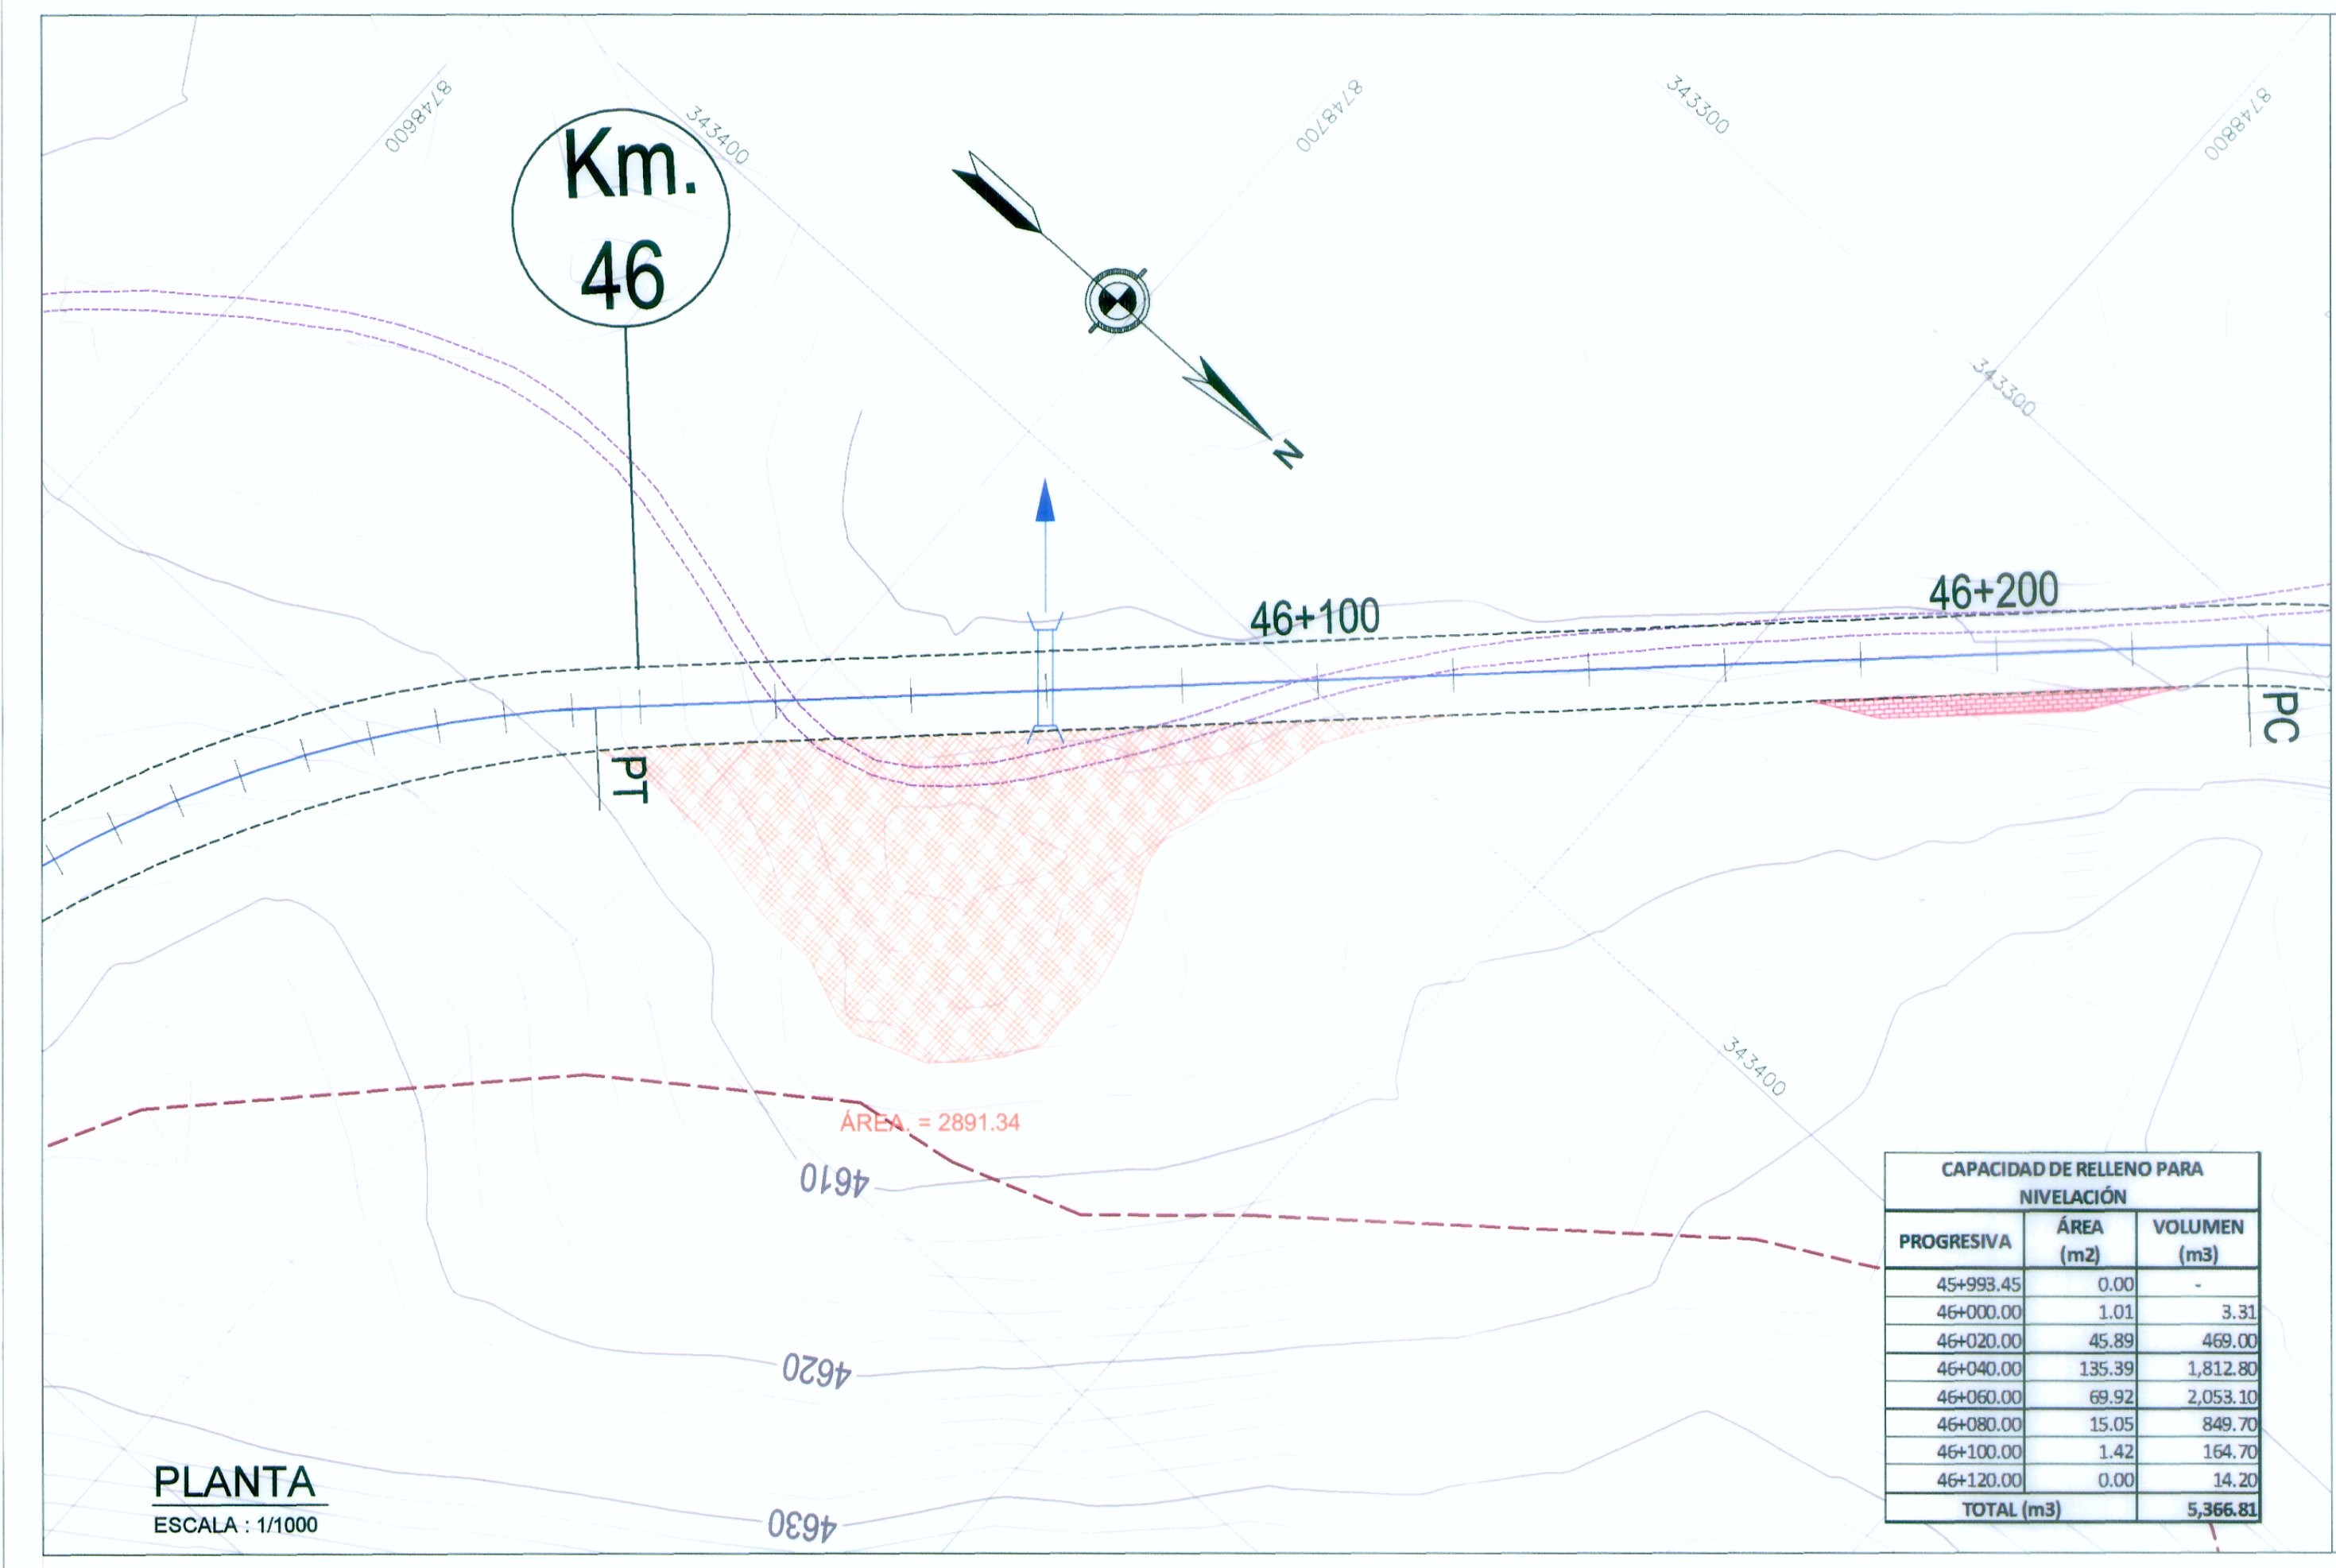 8748600
343400
8748700
343300
8748800
Km.
46
N
343300
46+100
46+200
PT
PC
343400
ÁREA. = 2891.34
4610
4620
4630
CAPACIDAD DE RELLENO PARA
NIVELACIÓN
PROGRESIVA ÁREA (m2) VOLUMEN (m3)
45+993.45 0.00 -
46+000.00 1.01 3.31
46+020.00 45.89 469.00
46+040.00 135.39 1,812.80
46+060.00 69.92 2,053.10
46+080.00 15.05 849.70
46+100.00 1.42 164.70
46+120.00 0.00 14.20
TOTAL (m3) 5,366.81
PLANTA
ESCALA : 1/1000